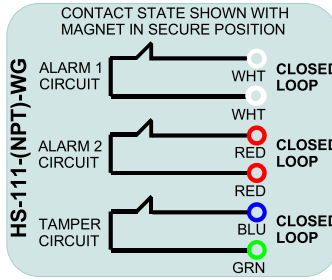 CONTACT STATE SHOWN WITH
MAGNET IN SECURE POSITION
HS-111-(NPT)-WG
ALARM 1
CIRCUIT
WHT
WHT
CLOSED
LOOP
ALARM 2
CIRCUIT
RED
RED
CLOSED
LOOP
TAMPER
CIRCUIT
BLU
GRN
CLOSED
LOOP